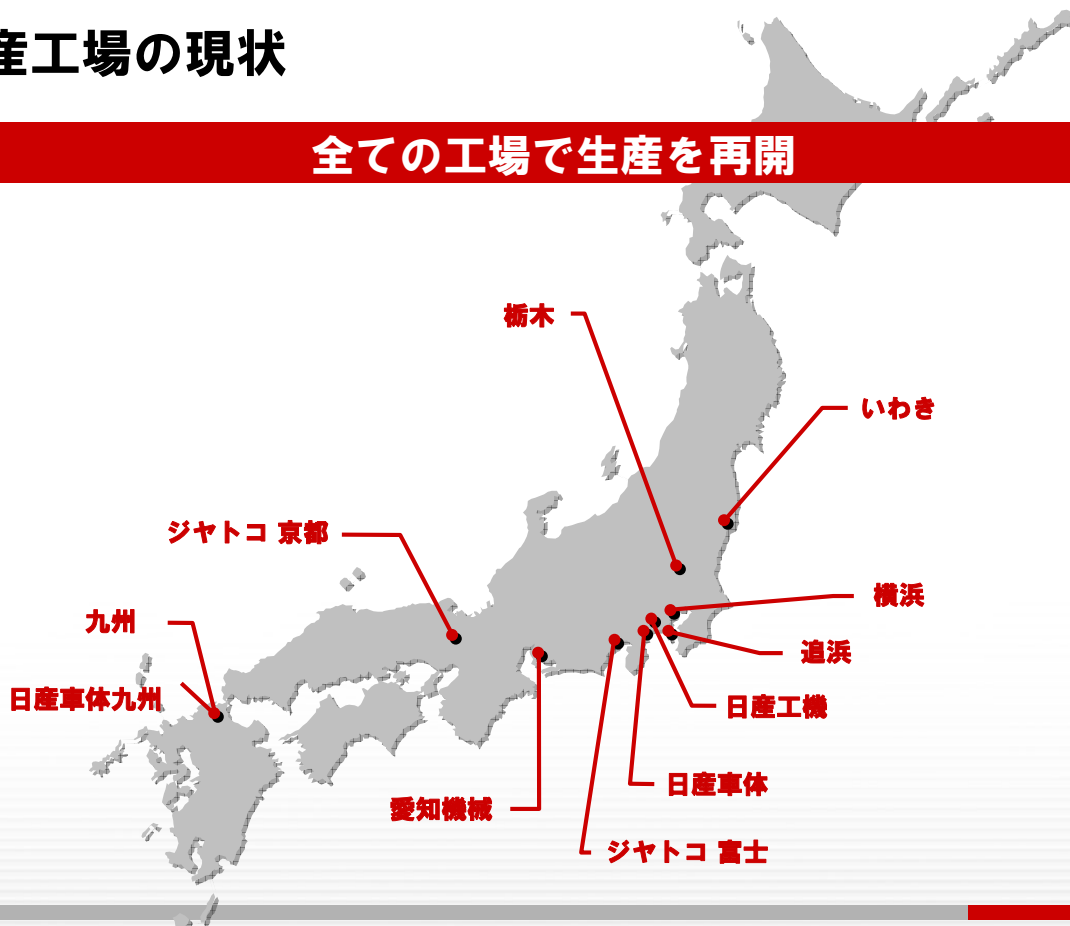 産工場の現状
全ての工場で生産を再開
栃木
いわき
ジヤトコ 京都
横浜
九州
追浜
日産車体九州
日産工機
日産車体
愛知機械
ジヤトコ 富士